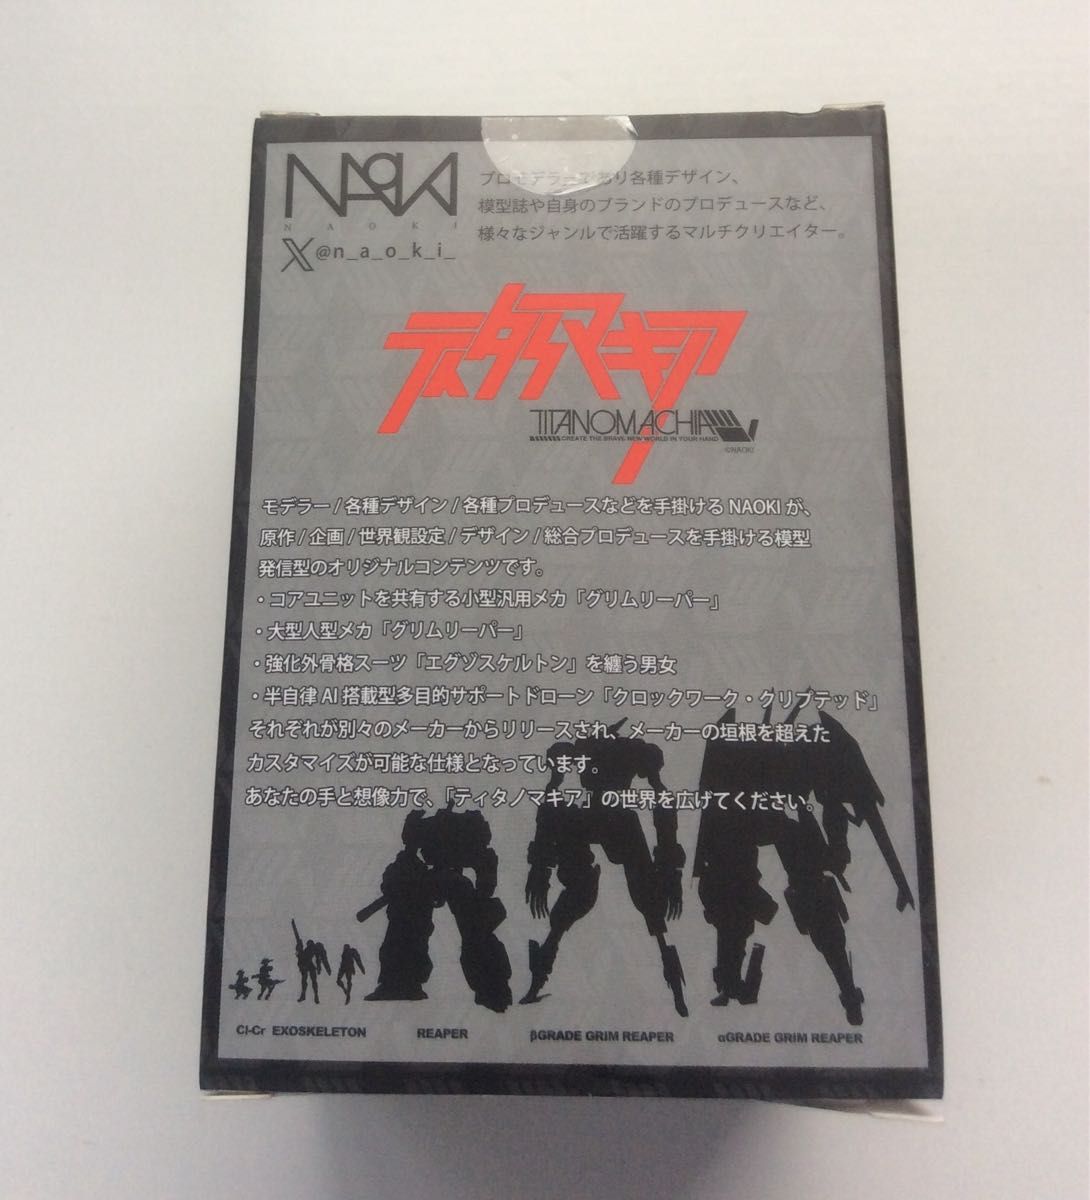 NAOKI
NAOKI
X@n_a_o_k_i_
プロモデラーであり各種デザイン、
模型誌や自身のブランドのプロデュースなど、
様々なジャンルで活躍するマルチクリエイター。
ティタノマキア
TITANOMACHIA
CREATE THE BRAVE NEW WORLD IN YOUR HAND
©NAOKI
モデラー/各種デザイン/各種プロデュースなどを手掛ける NAOKI が、
原作/企画/世界観設定/デザイン/総合プロデュースを手掛ける模型
発信型のオリジナルコンテンツです。
・コアユニットを共有する小型汎用メカ「グリムリーパー」
・大型人型メカ「グリムリーパー」
・強化外骨格スーツ「エグゾスケルトン」を纏う男女
・半自律 AI 搭載型多目的サポートドローン「クロックワーク・クリプテッド」
それぞれが別々のメーカーからリリースされ、メーカーの垣根を超えた
カスタマイズが可能な仕様となっています。
あなたの手と想像力で、「ティタノマキア」の世界を広げてください。
Cl-Cr EXOSKELETON REAPER βGRADE GRIM REAPER αGRADE GRIM REAPER